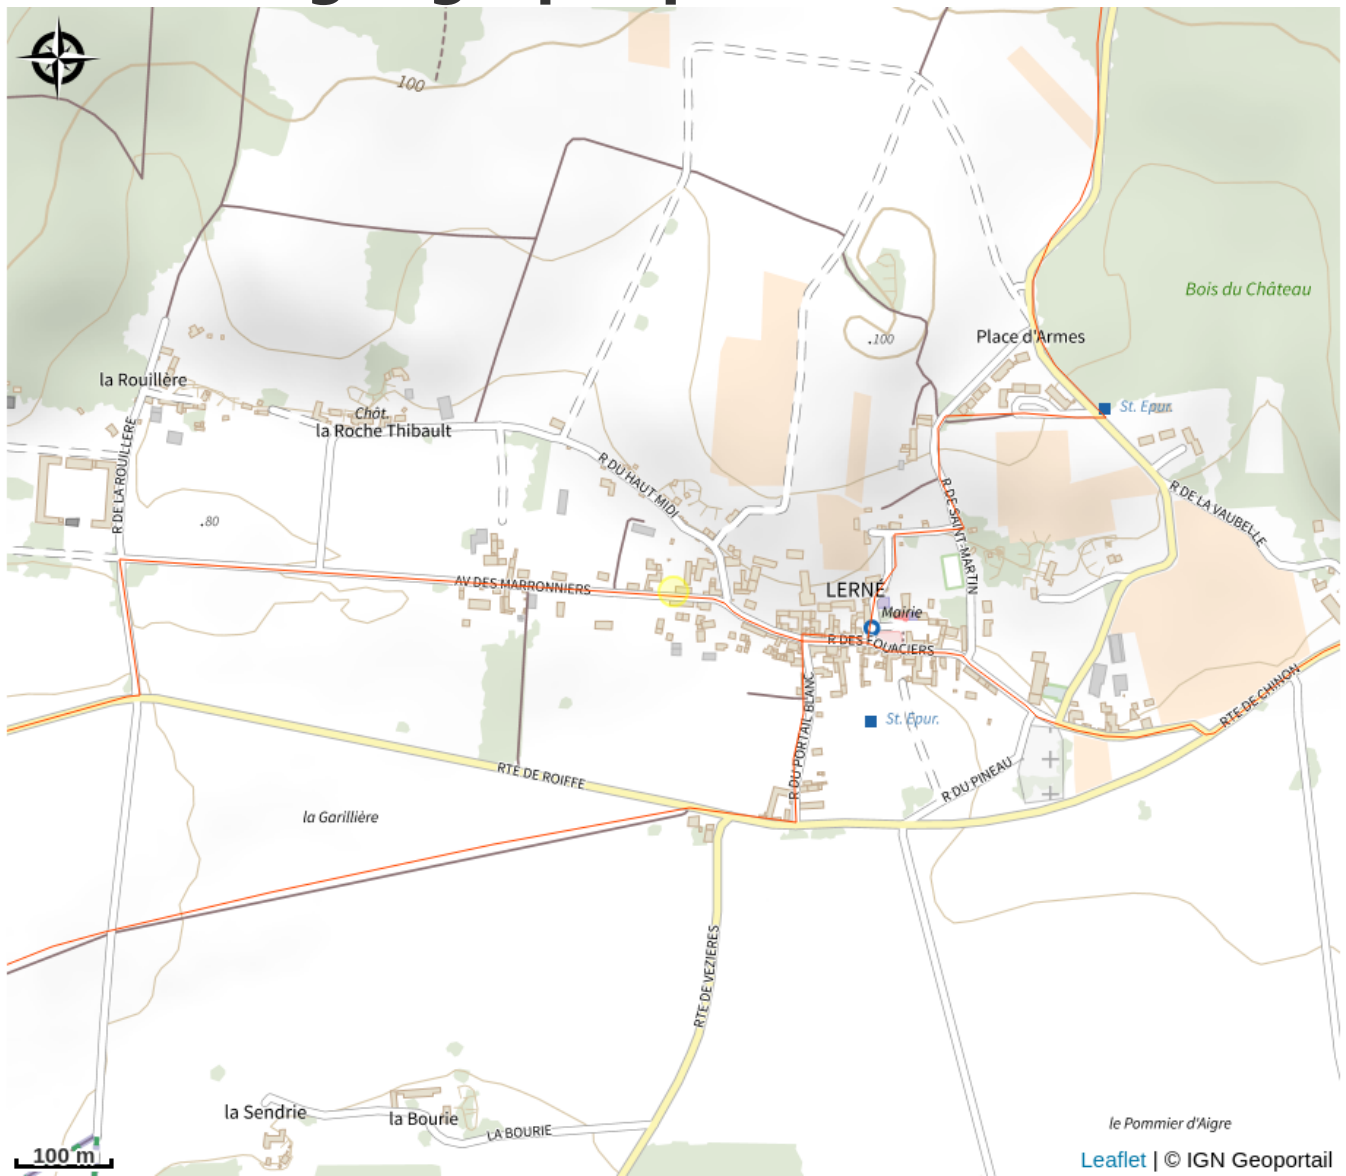 100
Bois du Château
Place d'Armes
.100
la Rouillère
Chât.
la Roche Thibault
St. Epur.
R DE LA ROUILLERE
R DU HAUT MIDI
R DE SAINT-MARTIN
R DE LA VAUBELLE
.80
AV DES MARRONNIERS
LERNÉ
Mairie
R DES FOUACIERS
R DU PORTAIL BLANC
St. Epur.
RTE DE CHINON
RTE DE ROIFFE
R DU PINEAU
la Garillière
RTE DE VEZIERES
la Sendrie
la Bourie
LA BOURIE
le Pommier d'Aigre
100 m
Leaflet | © IGN Geoportail